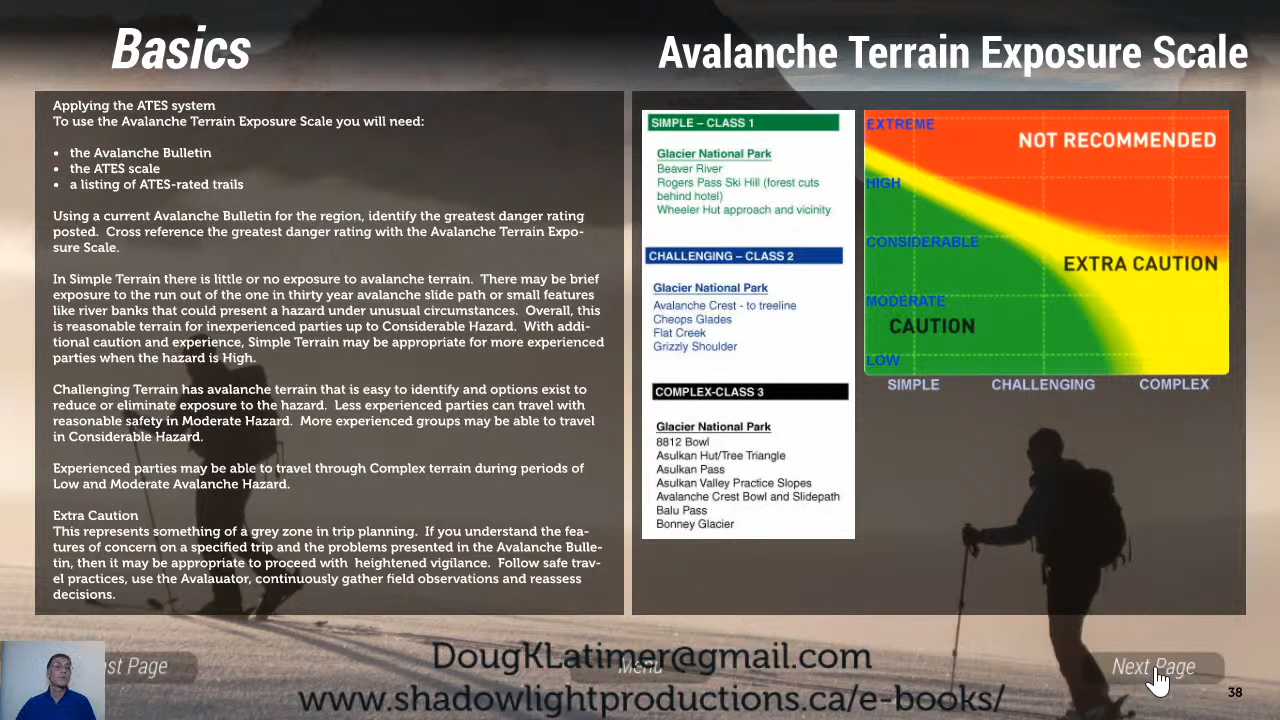 Basics
Avalanche Terrain Exposure Scale
Applying the ATES system
To use the Avalanche Terrain Exposure Scale you will need:
• the Avalanche Bulletin
• the ATES scale
• a listing of ATES-rated trails
Using a current Avalanche Bulletin for the region, identify the greatest danger rating
posted. Cross reference the greatest danger rating with the Avalanche Terrain Expo-
sure Scale.
In Simple Terrain there is little or no exposure to avalanche terrain. There may be brief
exposure to the run out of the one in thirty year avalanche slide path or small features
like river banks that could present a hazard under unusual circumstances. Overall, this
is reasonable terrain for inexperienced parties up to Considerable Hazard. With addi-
tional caution and experience, Simple Terrain may be appropriate for more experienced
parties when the hazard is High.
Challenging Terrain has avalanche terrain that is easy to identify and options exist to
reduce or eliminate exposure to the hazard. Less experienced parties can travel with
reasonable safety in Moderate Hazard. More experienced groups may be able to travel
in Considerable Hazard.
Experienced parties may be able to travel through Complex terrain during periods of
Low and Moderate Avalanche Hazard.
Extra Caution
This represents something of a grey zone in trip planning. If you understand the fea-
tures of concern on a specified trip and the problems presented in the Avalanche Bulle-
tin, then it may be appropriate to proceed with heightened vigilance. Follow safe trav-
el practices, use the Avalauator, continuously gather field observations and reassess
decisions.
SIMPLE – CLASS 1
Glacier National Park
Beaver River
Rogers Pass Ski Hill (forest cuts
behind hotel)
Wheeler Hut approach and vicinity
CHALLENGING – CLASS 2
Glacier National Park
Avalanche Crest - to treeline
Cheops Glades
Flat Creek
Grizzly Shoulder
COMPLEX-CLASS 3
Glacier National Park
8812 Bowl
Asulkan Hut/Tree Triangle
Asulkan Pass
Asulkan Valley Practice Slopes
Avalanche Crest Bowl and Slidepath
Balu Pass
Bonney Glacier
EXTREME
NOT RECOMMENDED
HIGH
CONSIDERABLE
EXTRA CAUTION
MODERATE
CAUTION
LOW
SIMPLE
CHALLENGING
COMPLEX
DougKLatimer@gmail.com
Page
Menu
Next Page
www.shadowlightproductions.ca/e-books/
38